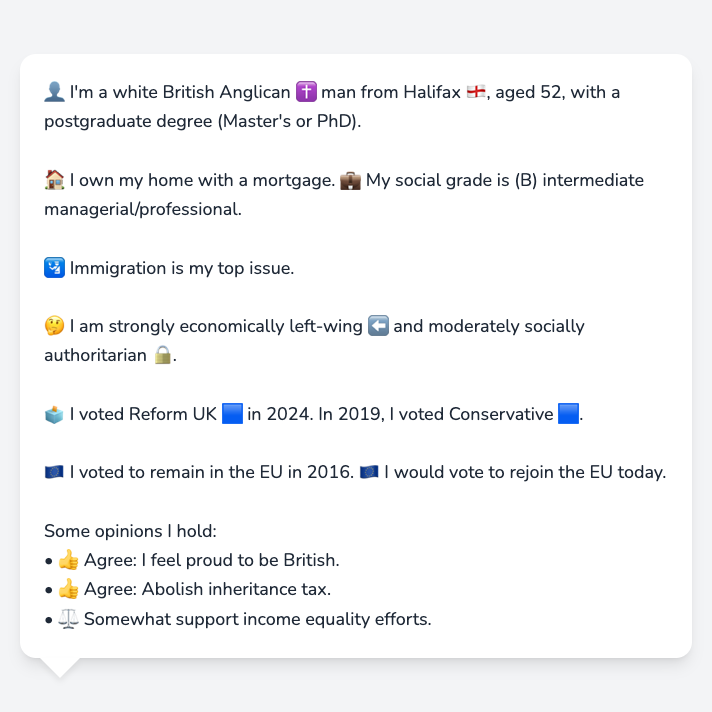 👤 I'm a white British Anglican ✝️ man from Halifax 🏴󠁧󠁢󠁥󠁮󠁧󠁿, aged 52, with a
postgraduate degree (Master's or PhD).
🏠 I own my home with a mortgage. 💼 My social grade is (B) intermediate
managerial/professional.
🛂 Immigration is my top issue.
🤔 I am strongly economically left-wing ⬅️ and moderately socially
authoritarian 🔒.
🗳️ I voted Reform UK 🟦 in 2024. In 2019, I voted Conservative 🟦.
🇪🇺 I voted to remain in the EU in 2016. 🇪🇺 I would vote to rejoin the EU today.
Some opinions I hold:
• 👍 Agree: I feel proud to be British.
• 👍 Agree: Abolish inheritance tax.
• ⚖️ Somewhat support income equality efforts.